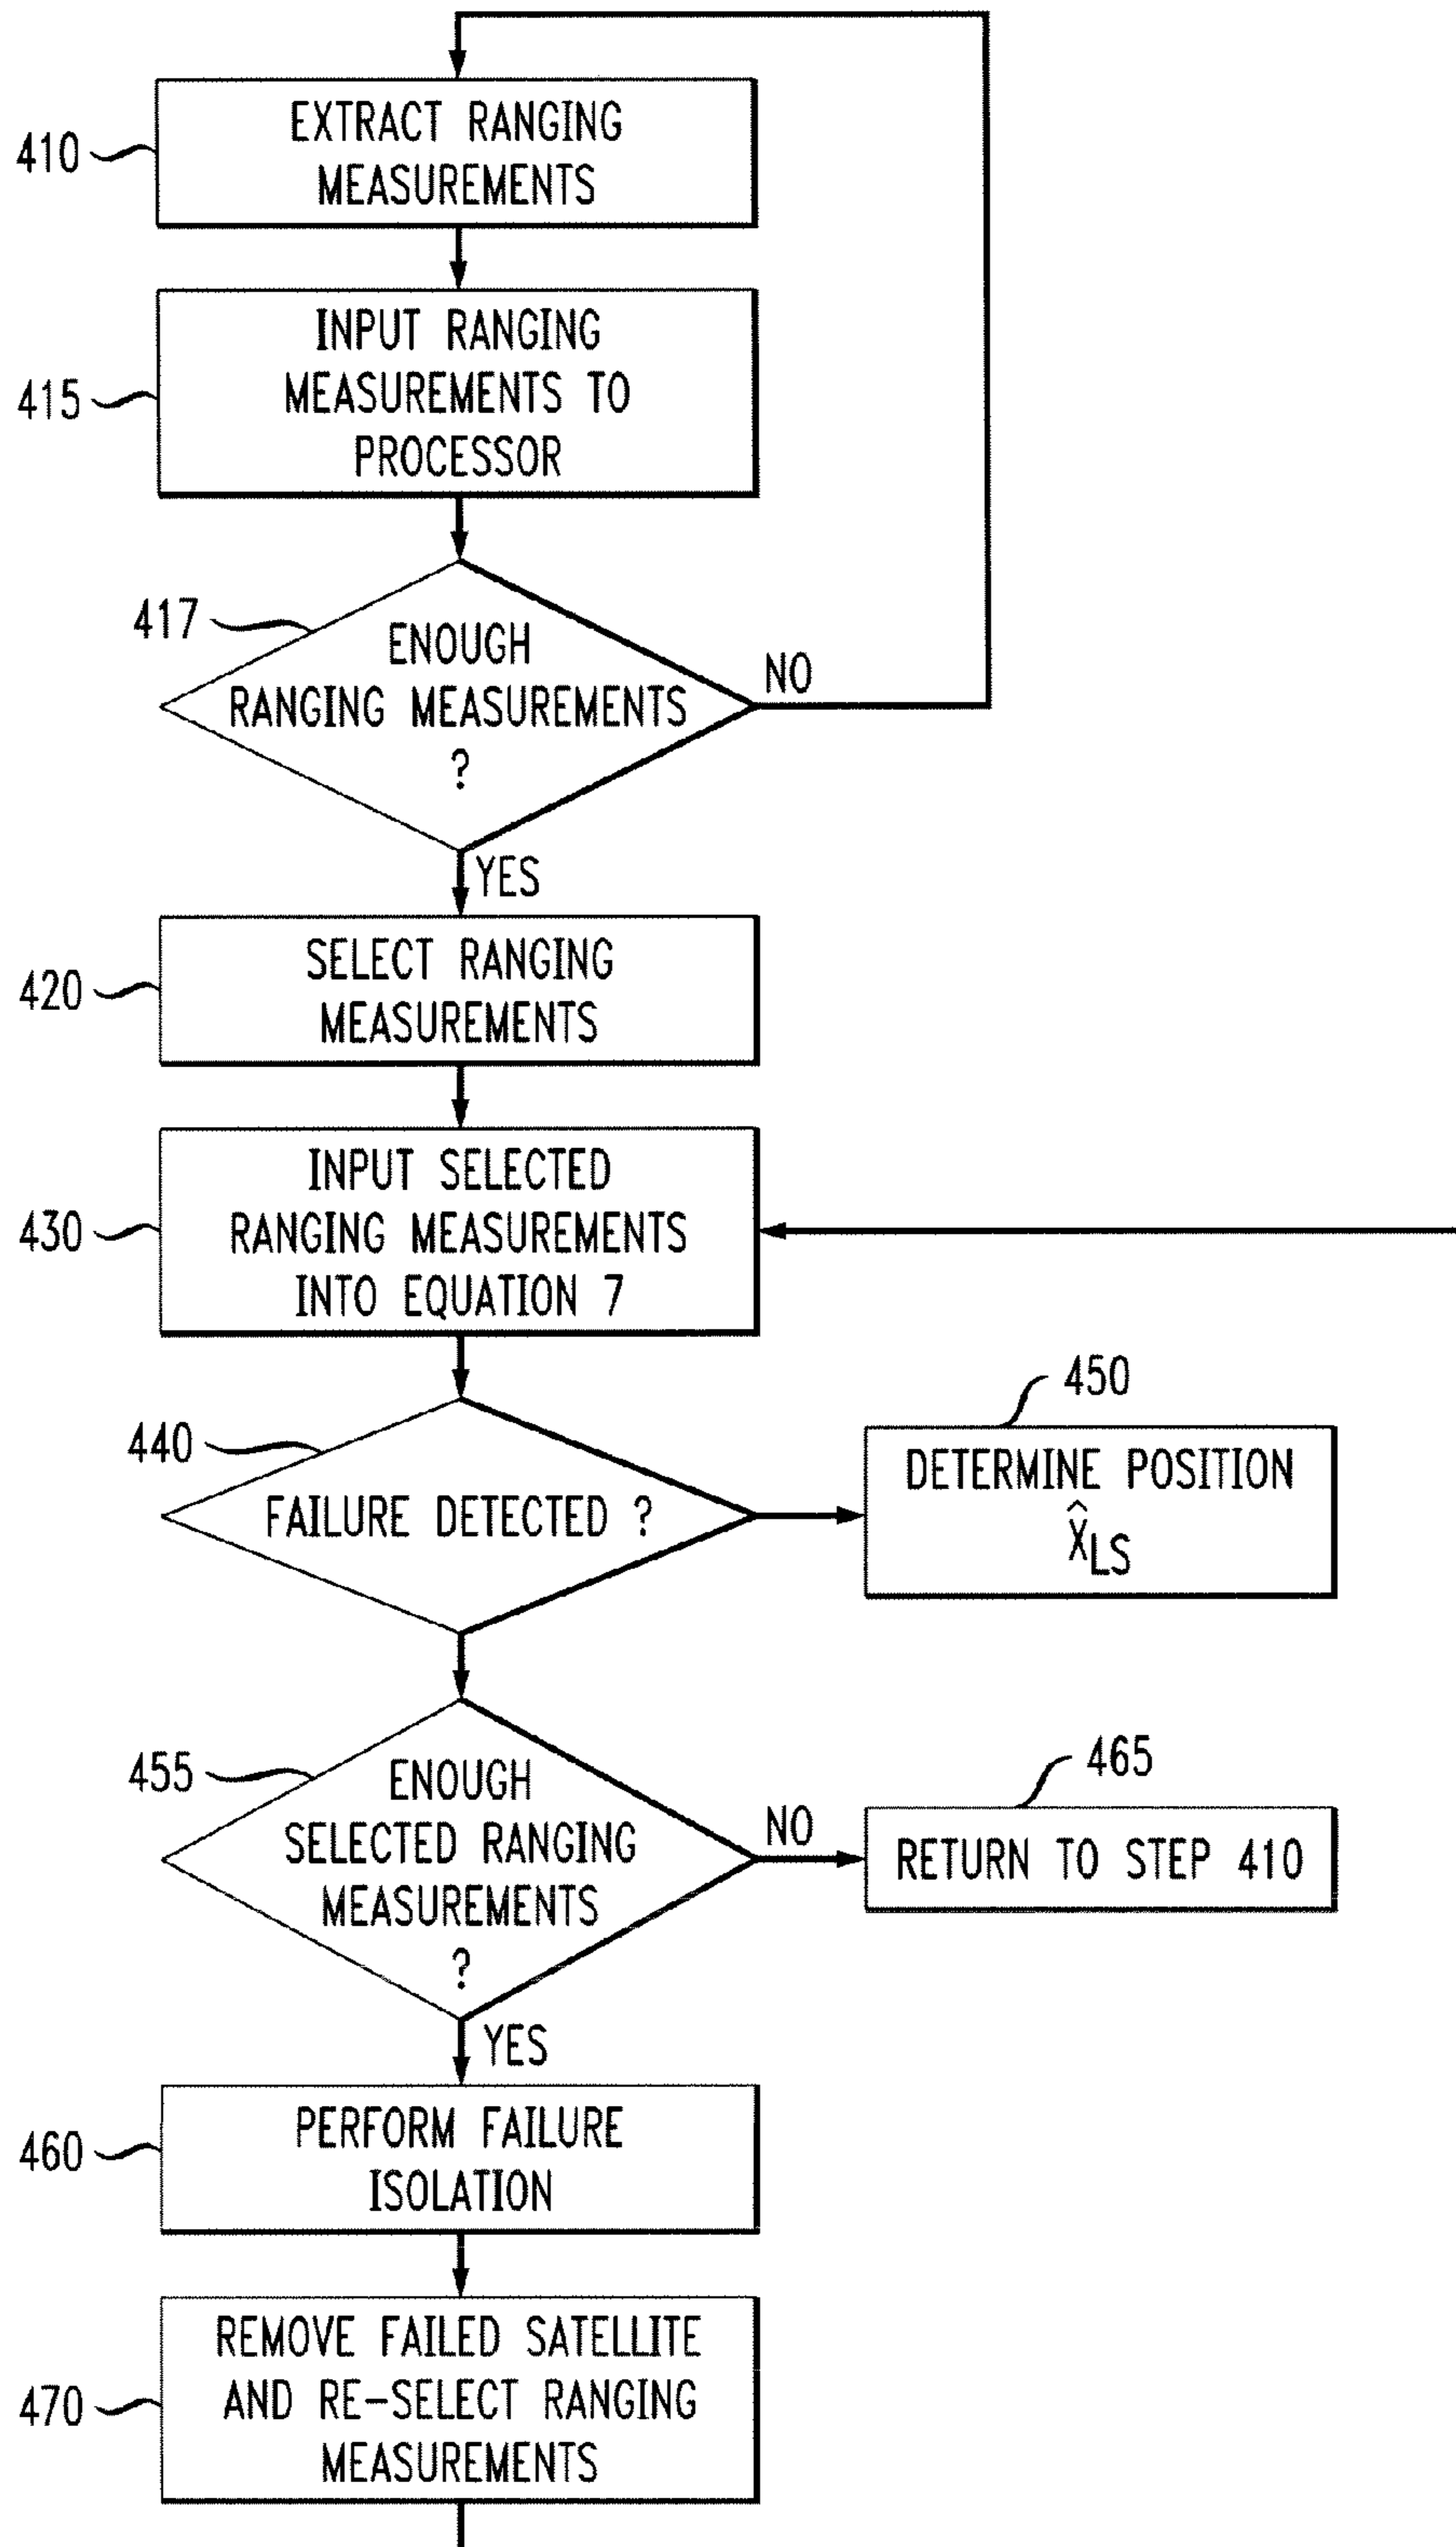 410
EXTRACT RANGING
MEASUREMENTS
415
INPUT RANGING
MEASUREMENTS TO
PROCESSOR
417
ENOUGH
RANGING MEASUREMENTS
?
NO
YES
420
SELECT RANGING
MEASUREMENTS
430
INPUT SELECTED
RANGING MEASUREMENTS
INTO EQUATION 7
440
FAILURE DETECTED ?
450
DETERMINE POSITION
X̂LS
455
ENOUGH
SELECTED RANGING
MEASUREMENTS
?
NO
465
RETURN TO STEP 410
YES
460
PERFORM FAILURE
ISOLATION
470
REMOVE FAILED SATELLITE
AND RE-SELECT RANGING
MEASUREMENTS